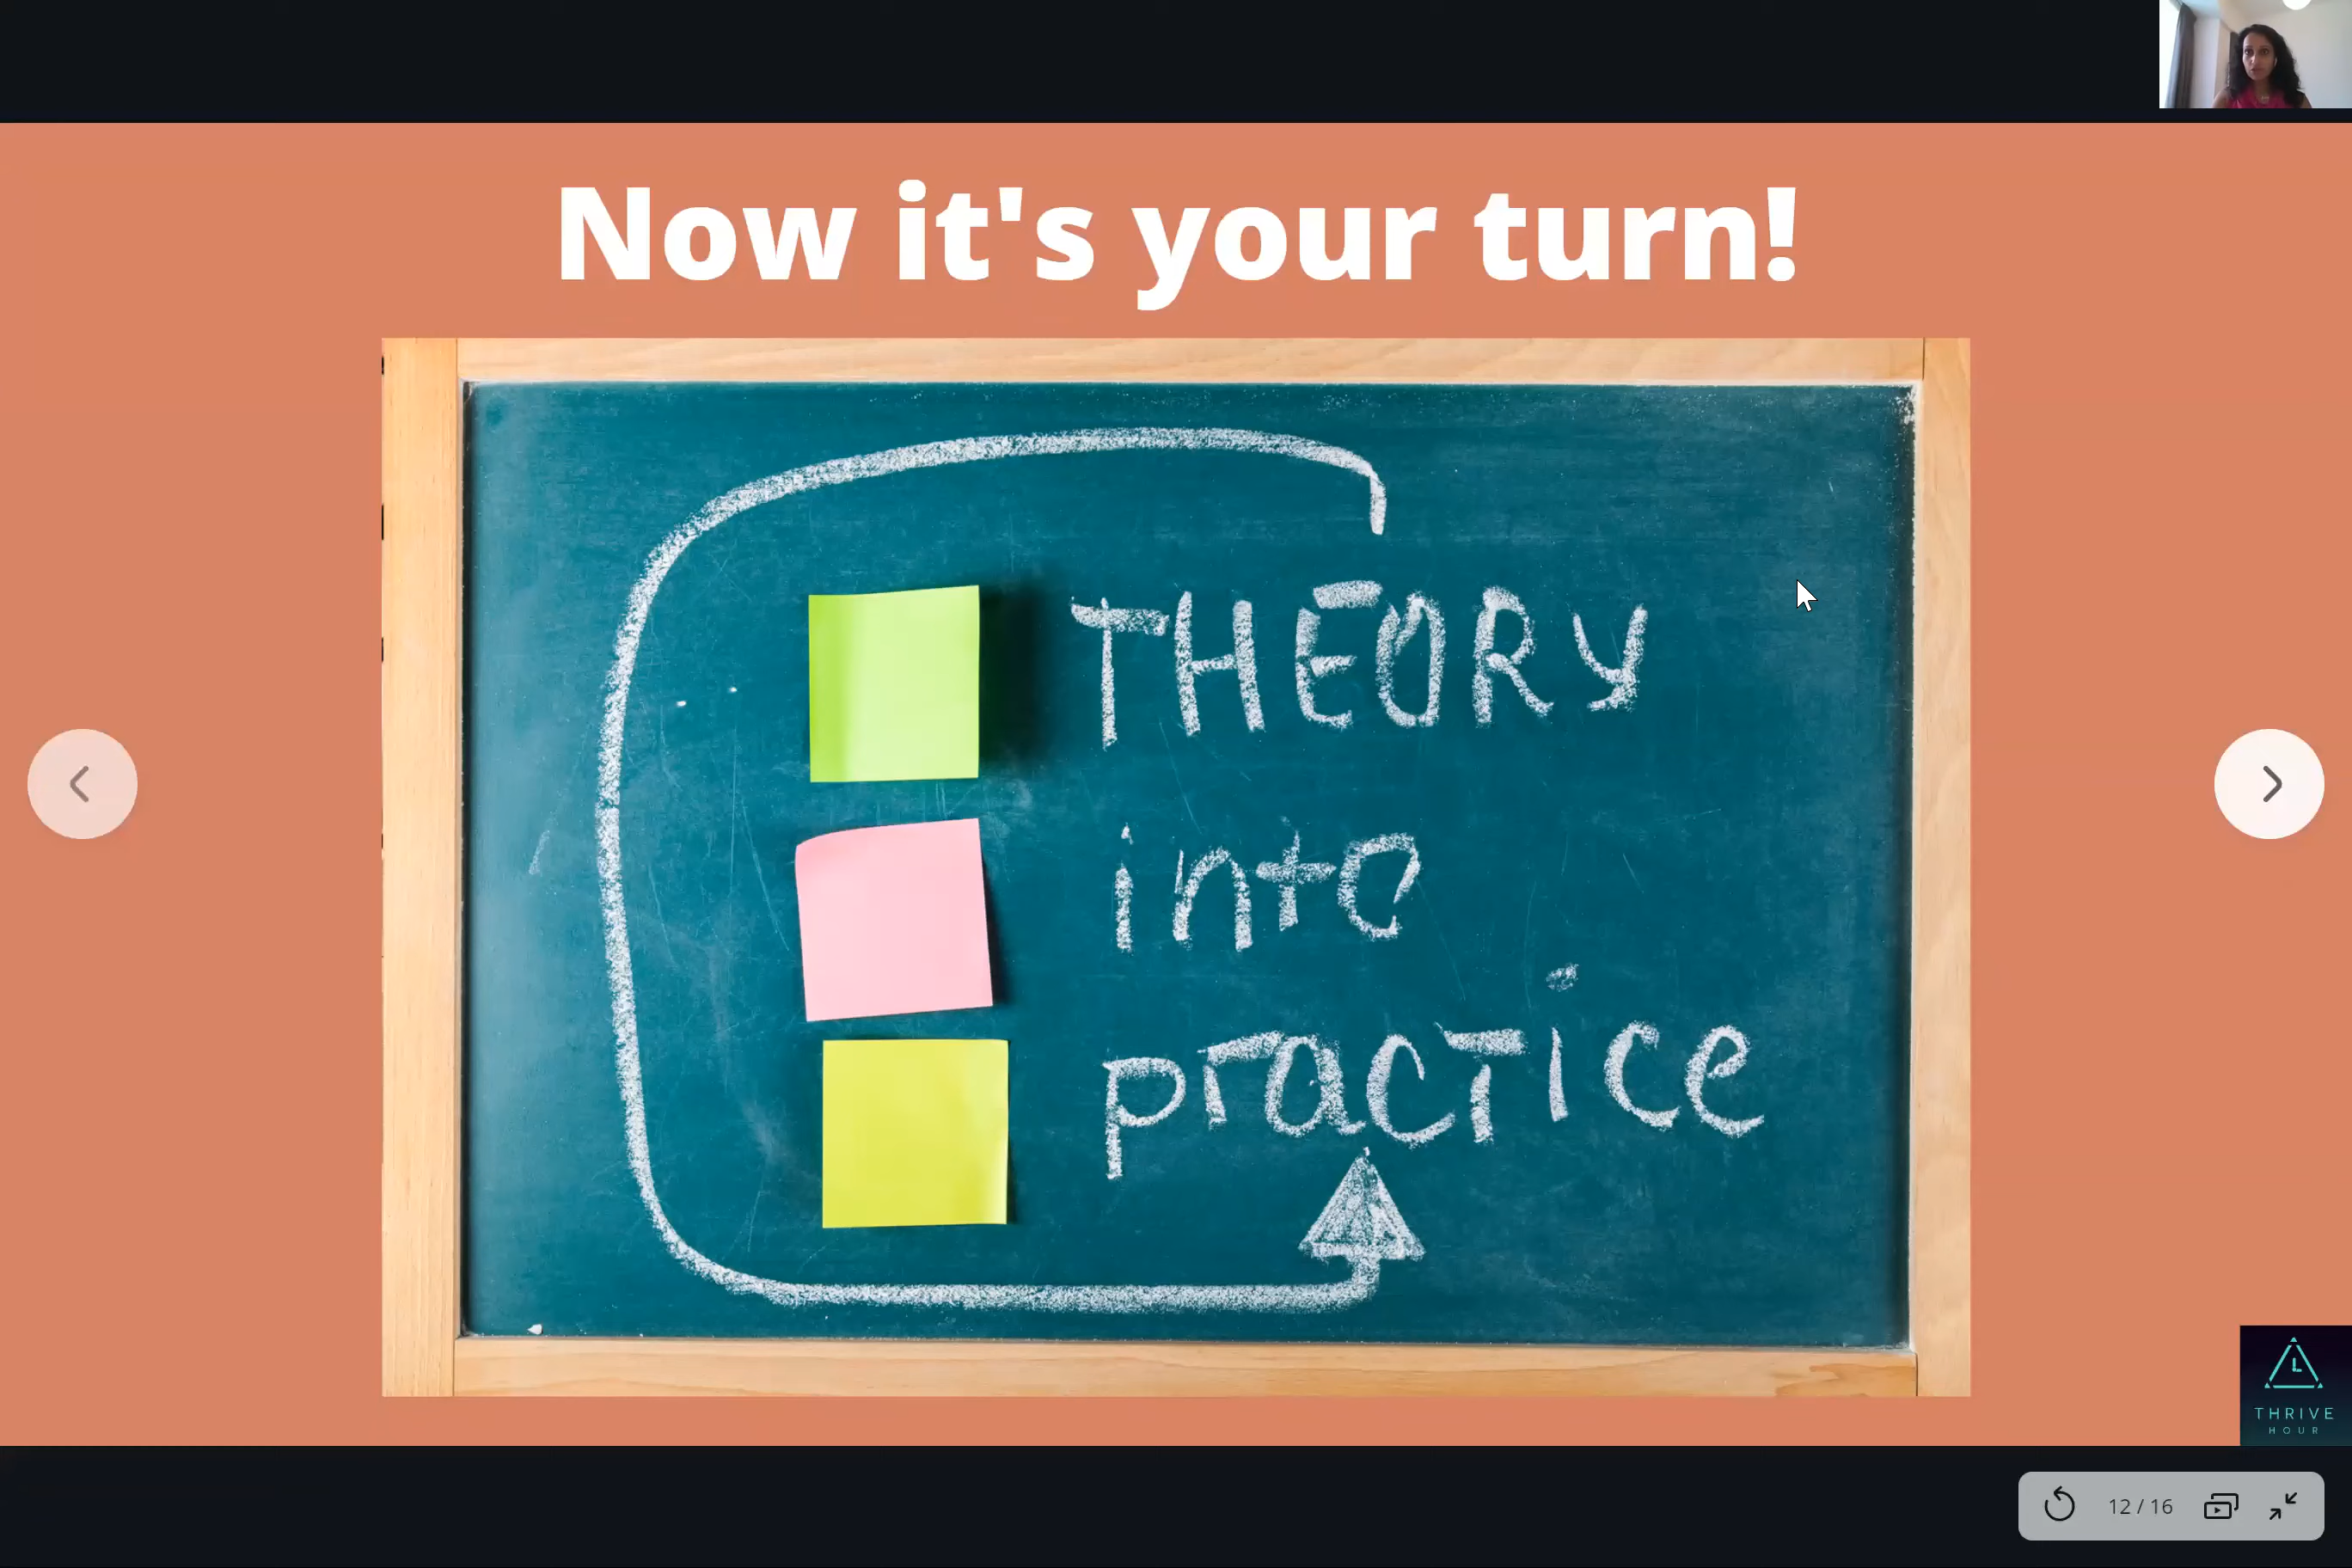 Now it's your turn!
THEORY
into
practice
L
THRIVE
HOUR
12 / 16